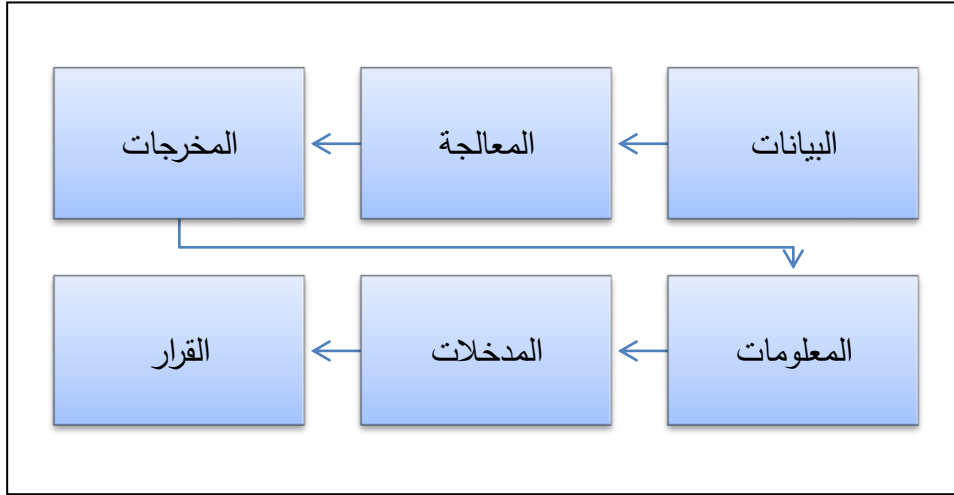 البيانات
المعالجة
المخرجات
المعلومات
المدخلات
القرار